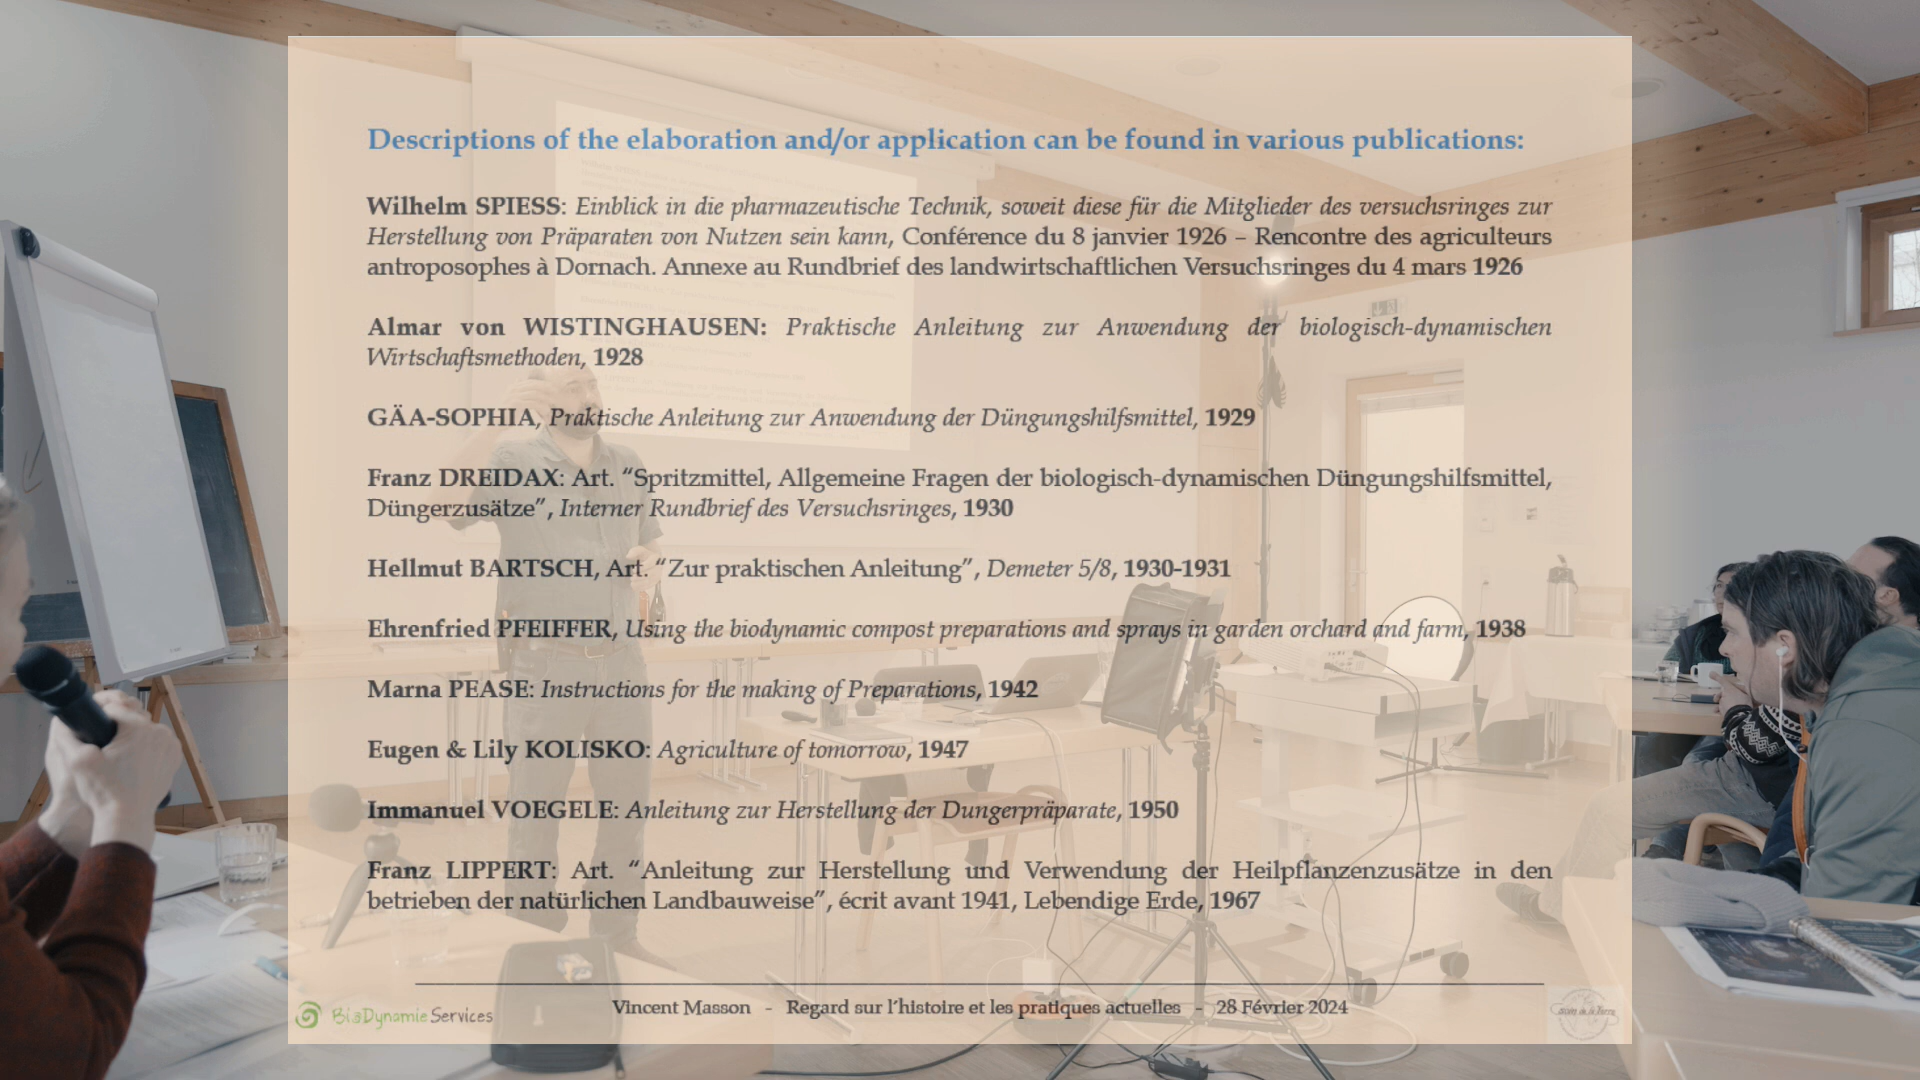 Descriptions of the elaboration and/or application can be found in various publications:
Wilhelm SPIESS: Einblick in die pharmazeutische Technik, soweit diese für die Mitglieder des versuchsringes zur
Herstellung von Präparaten von Nutzen sein kann, Conférence du 8 janvier 1926 – Rencontre des agriculteurs
antroposophes à Dornach. Annexe au Rundbrief des landwirtschaftlichen Versuchsringes du 4 mars 1926
Almar von WISTINGHAUSEN: Praktische Anleitung zur Anwendung der biologisch-dynamischen
Wirtschaftsmethoden, 1928
GÄA-SOPHIA, Praktische Anleitung zur Anwendung der Düngungshilfsmittel, 1929
Franz DREIDAX: Art. “Spritzmittel, Allgemeine Fragen der biologisch-dynamischen Düngungshilfsmittel,
Düngerzusätze”, Interner Rundbrief des Versuchsringes, 1930
Hellmut BARTSCH, Art. “Zur praktischen Anleitung”, Demeter 5/8, 1930-1931
Ehrenfried PFEIFFER, Using the biodynamic compost preparations and sprays in garden orchard and farm, 1938
Marna PEASE: Instructions for the making of Preparations, 1942
Eugen & Lily KOLISKO: Agriculture of tomorrow, 1947
Immanuel VOEGELE: Anleitung zur Herstellung der Dungerpräparate, 1950
Franz LIPPERT: Art. “Anleitung zur Herstellung und Verwendung der Heilpflanzenzusätze in den
betrieben der natürlichen Landbauweise”, écrit avant 1941, Lebendige Erde, 1967
BioDynamie Services
Vincent Masson - Regard sur l’histoire et les pratiques actuelles - 28 Février 2024